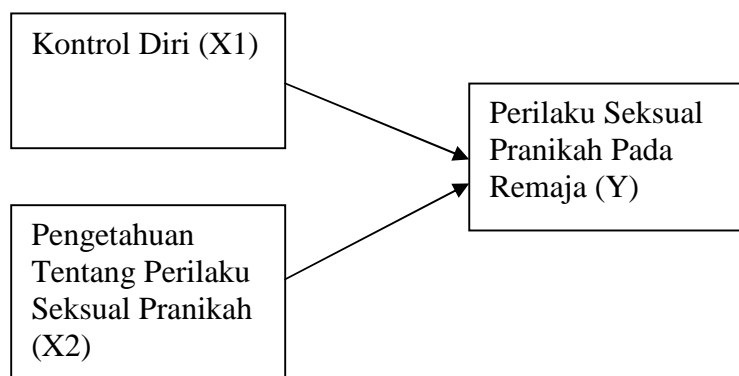 Kontrol Diri (X1)
Perilaku Seksual
Pranikah Pada
Remaja (Y)
Pengetahuan
Tentang Perilaku
Seksual Pranikah
(X2)